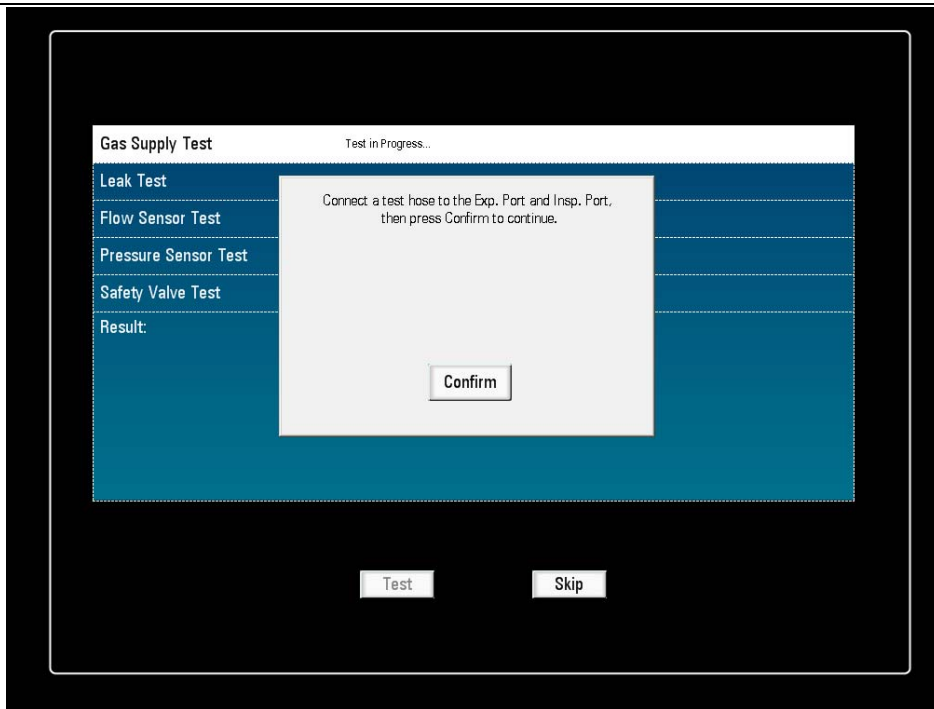 Gas Supply Test Test in Progress...
Leak Test
Connect a test hose to the Exp. Port and Insp. Port,
then press Confirm to continue.
Flow Sensor Test
Pressure Sensor Test
Safety Valve Test
Result:
Confirm
Test Skip